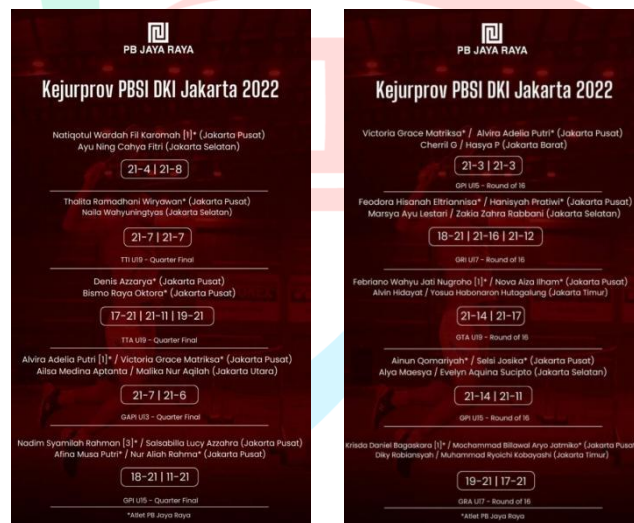 PB JAYA RAYA
Kejurprov PBSI DKI Jakarta 2022
Natiqotul Wardah Fil Karomah [1]* (Jakarta Pusat)
Ayu Ning Cahya Fitri (Jakarta Selatan)
21-4 | 21-8
Thalita Ramadhani Wiryawan* (Jakarta Pusat)
Naila Wahyuningtyas (Jakarta Selatan)
21-7 | 21-7
TTI U19 - Quarter Final
Denis Azzarya* (Jakarta Pusat)
Bismo Raya Oktora* (Jakarta Pusat)
17-21 | 21-11 | 19-21
TTA U19 - Quarter Final
Alvira Adelia Putri [1]* / Victoria Grace Matriksa* (Jakarta Pusat)
Ailsa Medina Aptanta / Malika Nur Aqilah (Jakarta Utara)
21-7 | 21-6
GAPI U13 - Quarter Final
Nadim Syamilah Rahman [3]* / Salsabilla Lucy Azzahra (Jakarta Pusat)
Afina Musa Putri* / Nur Aliah Rahma* (Jakarta Pusat)
18-21 | 11-21
GPI U15 - Quarter Final
*Atlet PB Jaya Raya
PB JAYA RAYA
Kejurprov PBSI DKI Jakarta 2022
Victoria Grace Matriksa* / Alvira Adelia Putri* (Jakarta Pusat)
Cherril G / Hasya P (Jakarta Barat)
21-3 | 21-3
GPI U15 - Round of 16
Feodora Hisanah Eltriannisa* / Hanisyah Pratiwi* (Jakarta Pusat)
Marsya Ayu Lestari / Zakia Zahra Rabbani (Jakarta Selatan)
18-21 | 21-16 | 21-12
GRI U17 - Round of 16
Febriano Wahyu Jati Nugroho [1]* / Nova Aiza Ilham* (Jakarta Pusat)
Alvin Hidayat / Yosua Habonaron Hutagalung (Jakarta Timur)
21-14 | 21-17
GTA U19 - Round of 16
Ainun Qomariyah* / Selsi Josika* (Jakarta Pusat)
Alya Maesya / Evelyn Aquina Sucipto (Jakarta Selatan)
21-14 | 21-11
GPI U15 - Round of 16
Krisda Daniel Bagaskara [1]* / Mochammad Billawal Aryo Jatmiko* (Jakarta Pusat
Diky Robiansyah / Muhammad Ryoichi Kobayashi (Jakarta Timur)
19-21 | 17-21
GRA U17 - Round of 16
*Atlet PB Jaya Raya